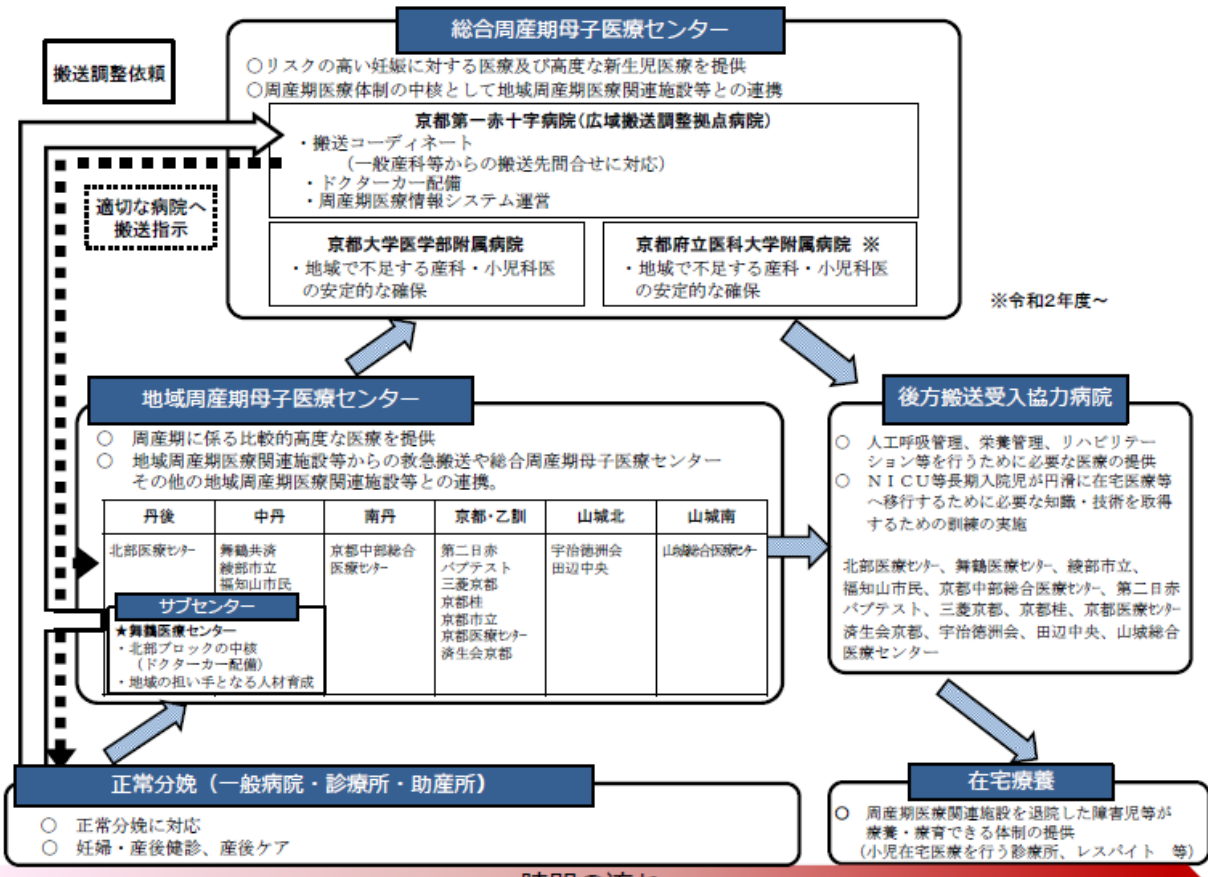 総合周産期母子医療センター
搬送調整依頼
○リスクの高い妊娠に対する医療及び高度な新生児医療を提供
○周産期医療体制の中核として地域周産期医療関連施設等との連携
京都第一赤十字病院(広域搬送調整拠点病院)
・搬送コーディネート
(一般産科等からの搬送先問合せに対応)
・ドクターカー配備
・周産期医療情報システム運営
適切な病院へ
搬送指示
京都大学医学部附属病院
・地域で不足する産科・小児科医
の安定的な確保
京都府立医科大学附属病院 ※
・地域で不足する産科・小児科医
の安定的な確保
※令和2年度~
地域周産期母子医療センター
○ 周産期に係る比較的高度な医療を提供
○ 地域周産期医療関連施設等からの救急搬送や総合周産期母子医療センター
その他の地域周産期医療関連施設等との連携。
丹後 中丹 南丹 京都・乙訓 山城北 山城南
北部医療センター
舞鶴共済
綾部市立
福知山市民
京都中部総合
医療センター
第二日赤
バプテスト
三菱京都
京都桂
京都市立
京都医療センター
済生会京都
宇治徳洲会
田辺中央
山城総合医療センター
サブセンター
★舞鶴医療センター
・北部ブロックの中核
(ドクターカー配備)
・地域の担い手となる人材育成
後方搬送受入協力病院
○ 人工呼吸管理、栄養管理、リハビリテー
ション等を行うために必要な医療の提供
○ NICU等長期入院児が円滑に在宅医療等
へ移行するために必要な知識・技術を取得
するための訓練の実施
北部医療センター、舞鶴医療センター、綾部市立、
福知山市民、京都中部総合医療センター、第二日赤
バプテスト、三菱京都、京都桂、京都医療センター
済生会京都、宇治徳洲会、田辺中央、山城総合
医療センター
正常分娩(一般病院・診療所・助産所)
○ 正常分娩に対応
○ 妊婦・産後健診、産後ケア
在宅療養
○ 周産期医療関連施設を退院した障害児等が
療養・療育できる体制の提供
(小児在宅医療を行う診療所、レスパイト 等)